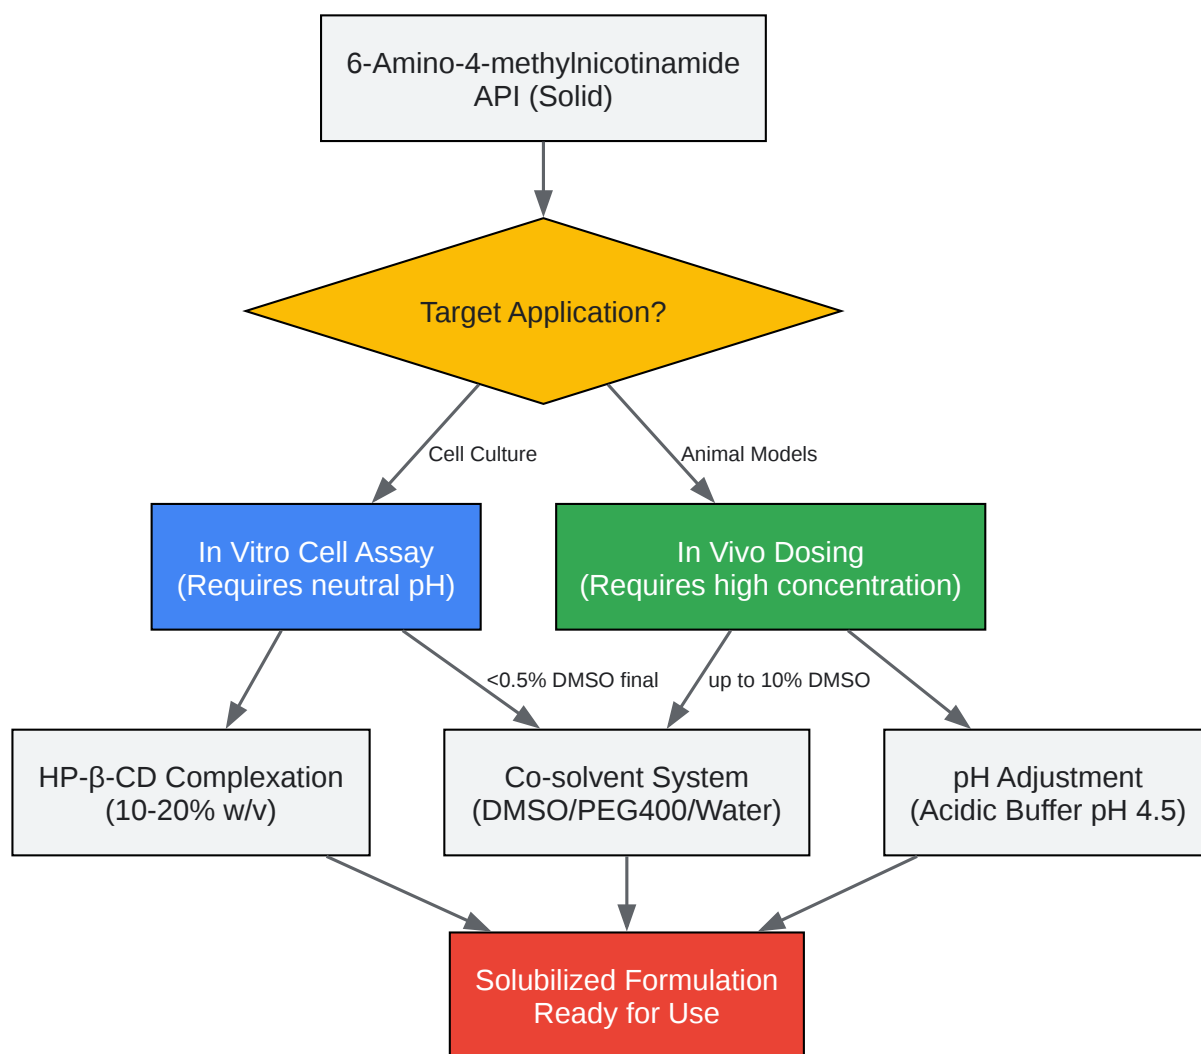 6-Amino-4-methylnicotinamide
API (Solid)
Target Application?
Cell Culture
Animal Models
In Vitro Cell Assay
(Requires neutral pH)
In Vivo Dosing
(Requires high concentration)
<0.5% DMSO final
up to 10% DMSO
HP-β-CD Complexation
(10-20% w/v)
Co-solvent System
(DMSO/PEG400/Water)
pH Adjustment
(Acidic Buffer pH 4.5)
Solubilized Formulation
Ready for Use